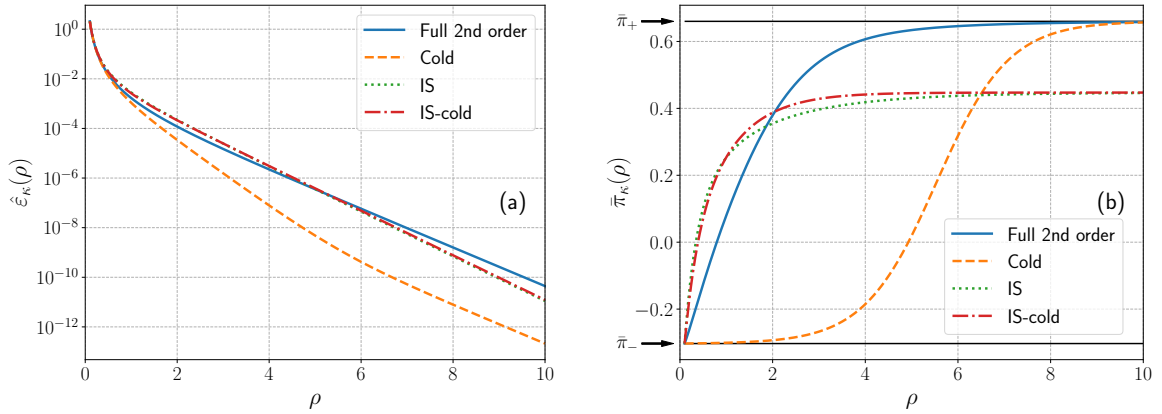 10⁰
10⁻²
10⁻⁴
10⁻⁶
10⁻⁸
10⁻¹⁰
10⁻¹²
ε̂_κ(ρ)
0
2
4
6
8
10
ρ
Full 2nd order
Cold
IS
IS-cold
(a)
π̄₊
0.6
0.4
0.2
0.0
−0.2
π̄₋
π̄_κ(ρ)
0
2
4
6
8
10
ρ
(b)
Full 2nd order
Cold
IS
IS-cold